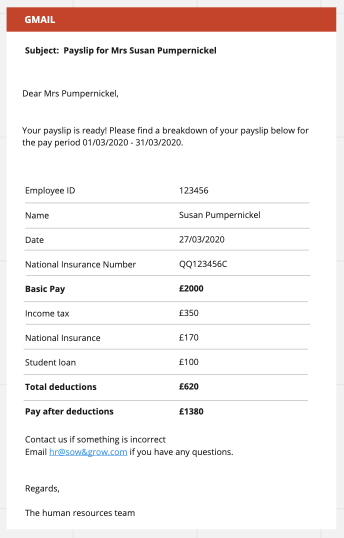 GMAIL
Subject: Payslip for Mrs Susan Pumpernickel
Dear Mrs Pumpernickel,
Your payslip is ready! Please find a breakdown of your payslip below for
the pay period 01/03/2020 - 31/03/2020.
Employee ID 123456
Name Susan Pumpernickel
Date 27/03/2020
National Insurance Number QQ123456C
Basic Pay £2000
Income tax £350
National Insurance £170
Student loan £100
Total deductions £620
Pay after deductions £1380
Contact us if something is incorrect
Email hr@sow&grow.com if you have any questions.
Regards,
The human resources team